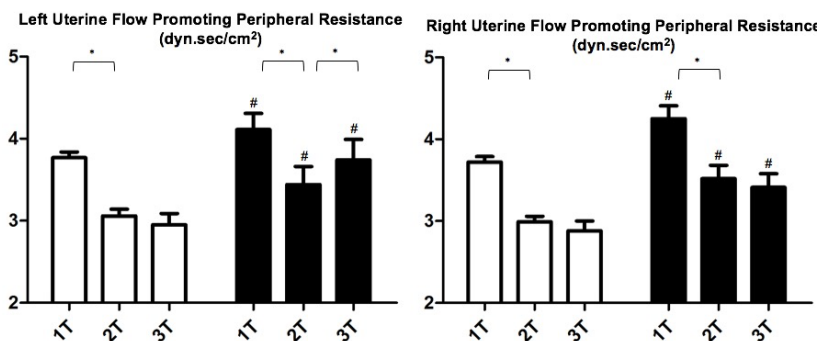 Left Uterine Flow Promoting Peripheral Resistance
(dyn.sec/cm²)
5
4
3
2
*
*
*
#
#
#
1T
2T
3T
1T
2T
3T
Right Uterine Flow Promoting Peripheral Resistance
(dyn.sec/cm²)
5
4
3
2
*
*
#
#
#
1T
2T
3T
1T
2T
3T